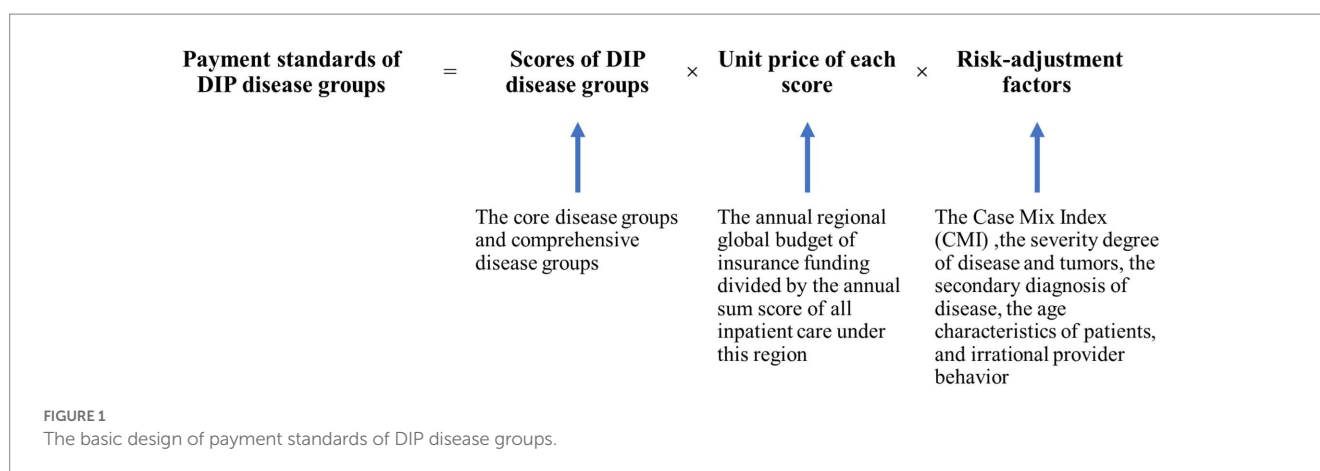 Payment standards of
DIP disease groups
=
Scores of DIP
disease groups
×
Unit price of each
score
×
Risk-adjustment
factors
The core disease groups
and comprehensive
disease groups
The annual regional
global budget of
insurance funding
divided by the annual
sum score of all
inpatient care under
this region
The Case Mix Index
(CMI) ,the severity degree
of disease and tumors, the
secondary diagnosis of
disease, the age
characteristics of patients,
and irrational provider
behavior
FIGURE 1
The basic design of payment standards of DIP disease groups.